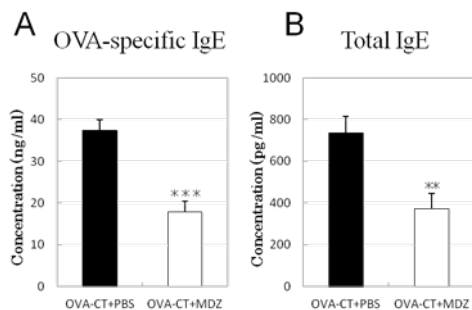 A
OVA-specific IgE
Concentration (ng/ml)
50
40
30
20
10
0
***
OVA-CT+PBS
OVA-CT+MDZ
B
Total IgE
Concentration (pg/ml)
1000
800
600
400
200
0
**
OVA-CT+PBS
OVA-CT+MDZ